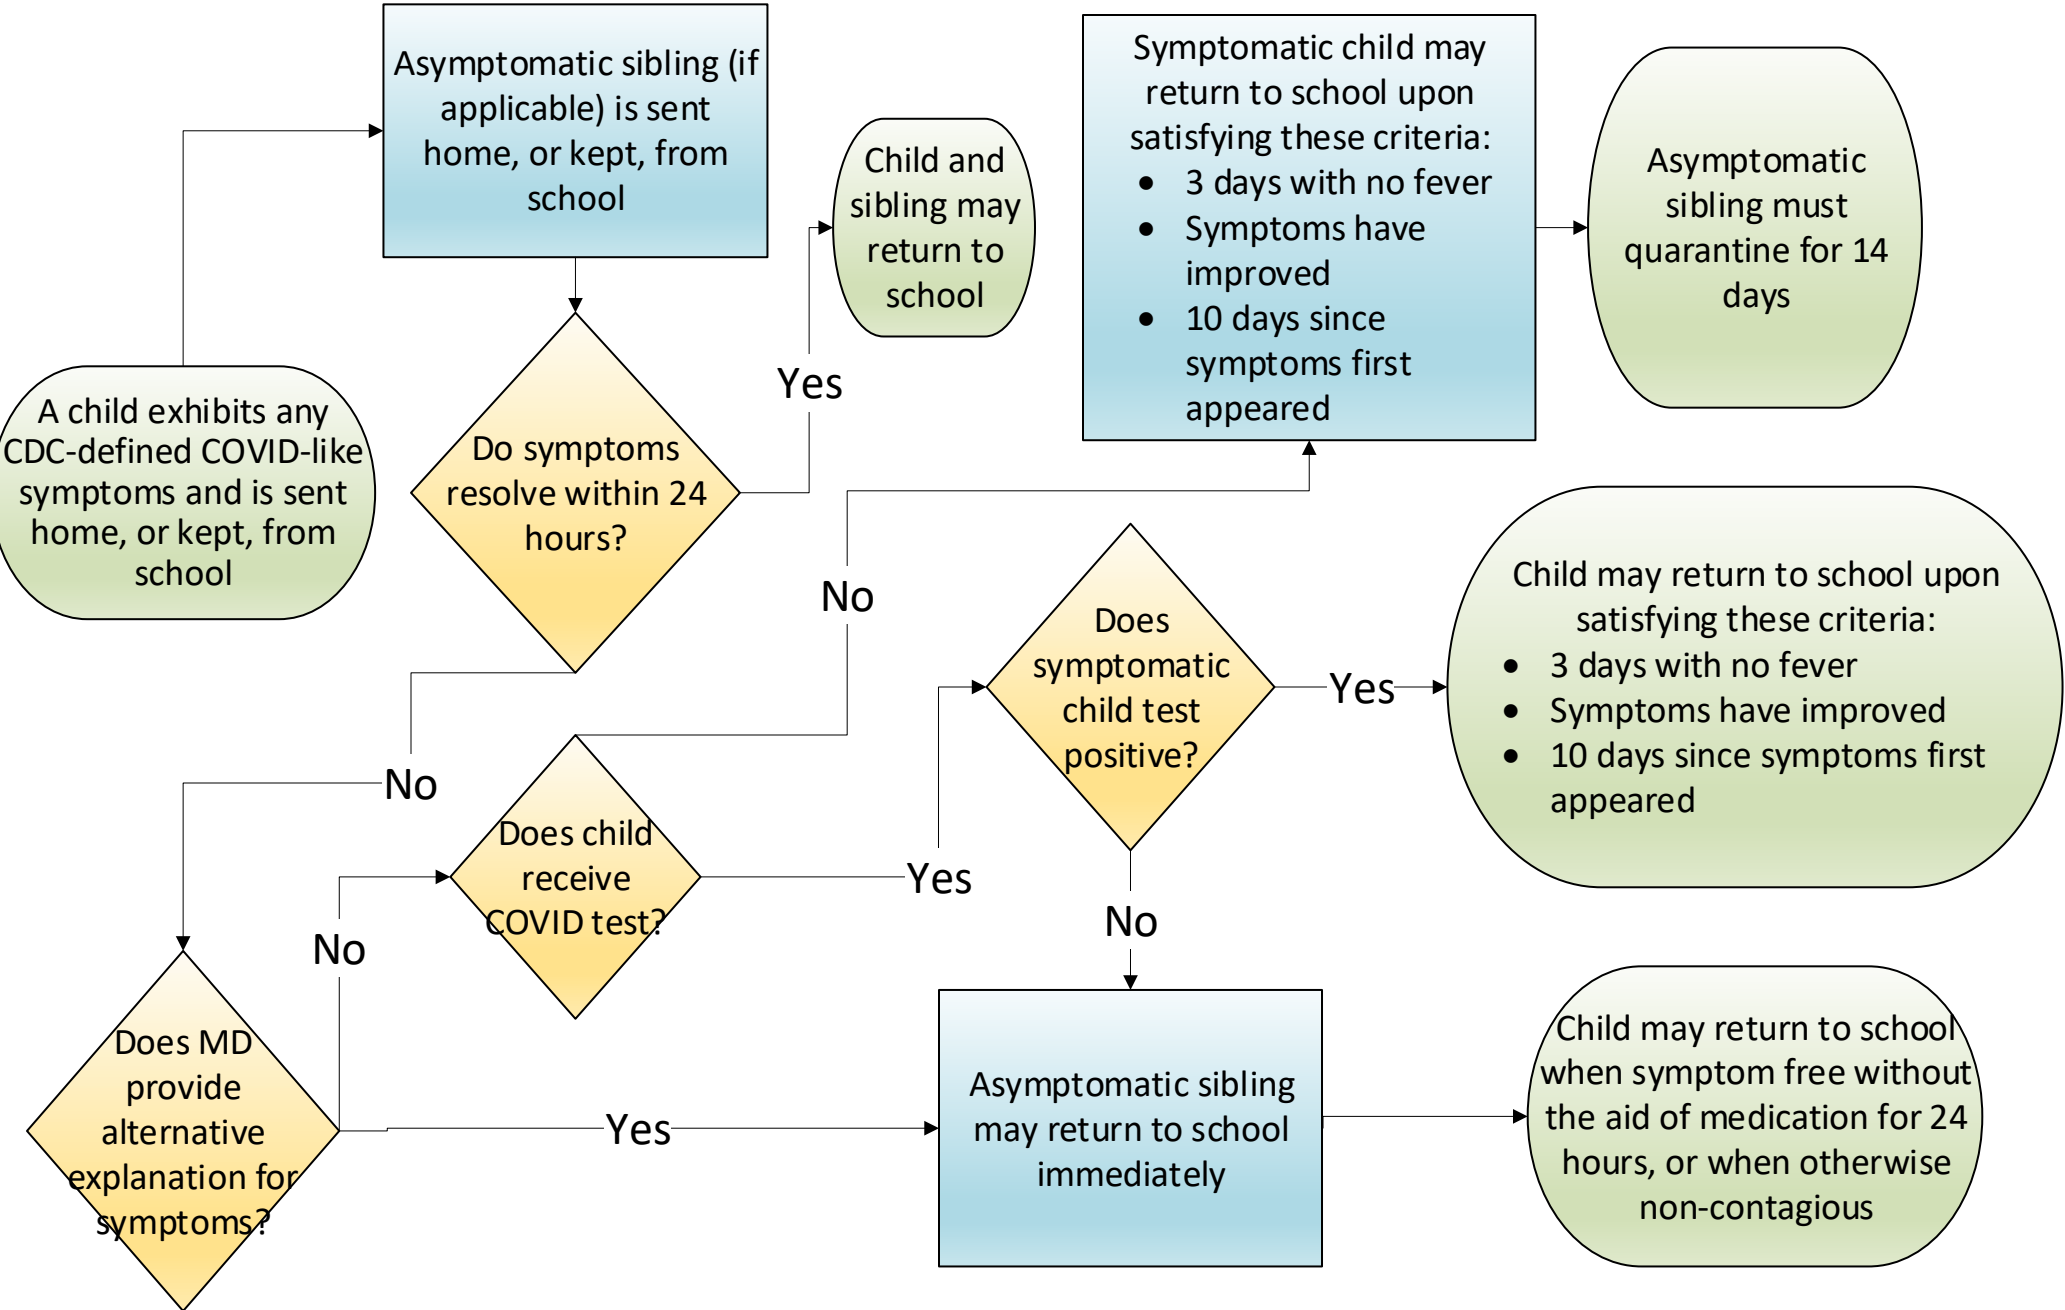 Asymptomatic sibling (if
applicable) is sent
home, or kept, from
school
Child and
sibling may
return to
school
Symptomatic child may
return to school upon
satisfying these criteria:
• 3 days with no fever
• Symptoms have
improved
• 10 days since
symptoms first
appeared
Asymptomatic
sibling must
quarantine for 14
days
A child exhibits any
CDC-defined COVID-like
symptoms and is sent
home, or kept, from
school
Do symptoms
resolve within 24
hours?
Yes
No
No
Does
symptomatic
child test
positive?
Yes
Child may return to school upon
satisfying these criteria:
• 3 days with no fever
• Symptoms have improved
• 10 days since symptoms first
appeared
Does child
receive
COVID test?
Yes
No
No
Does MD
provide
alternative
explanation for
symptoms?
Yes
Asymptomatic sibling
may return to school
immediately
Child may return to school
when symptom free without
the aid of medication for 24
hours, or when otherwise
non-contagious